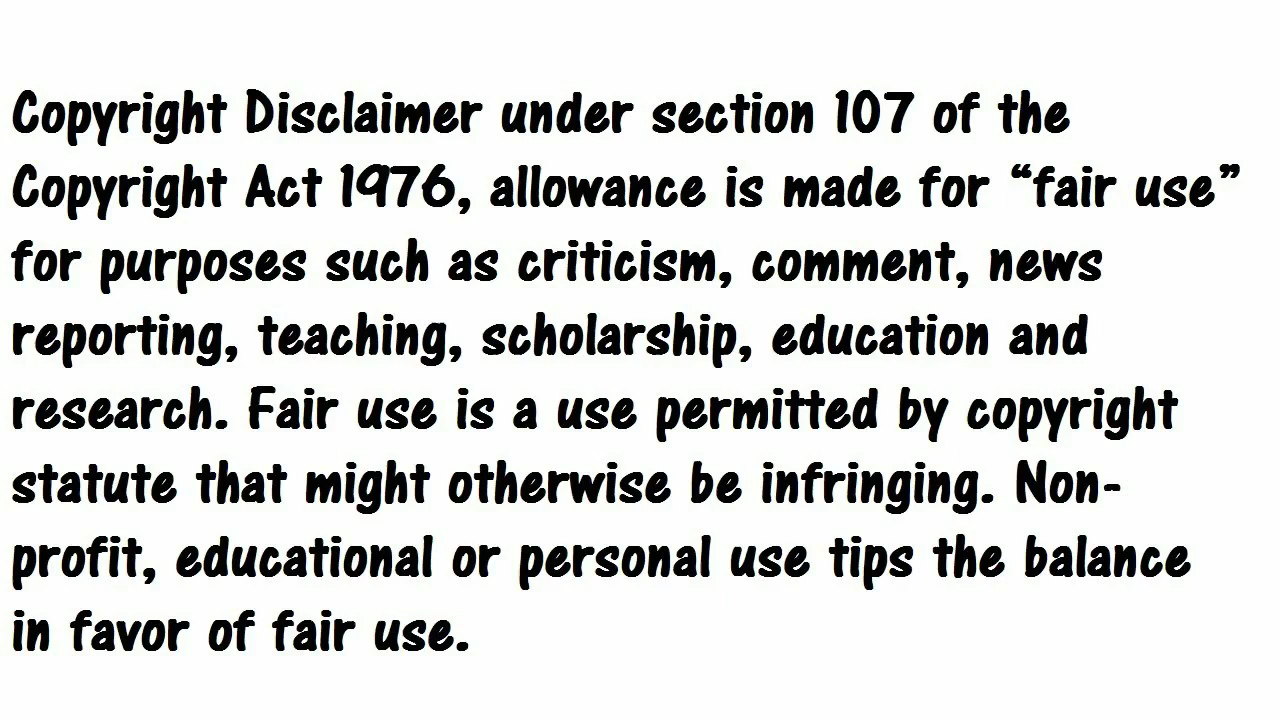 Copyright Disclaimer under section 107 of the
Copyright Act 1976, allowance is made for “fair use”
for purposes such as criticism, comment, news
reporting, teaching, scholarship, education and
research. Fair use is a use permitted by copyright
statute that might otherwise be infringing. Non-
profit, educational or personal use tips the balance
in favor of fair use.